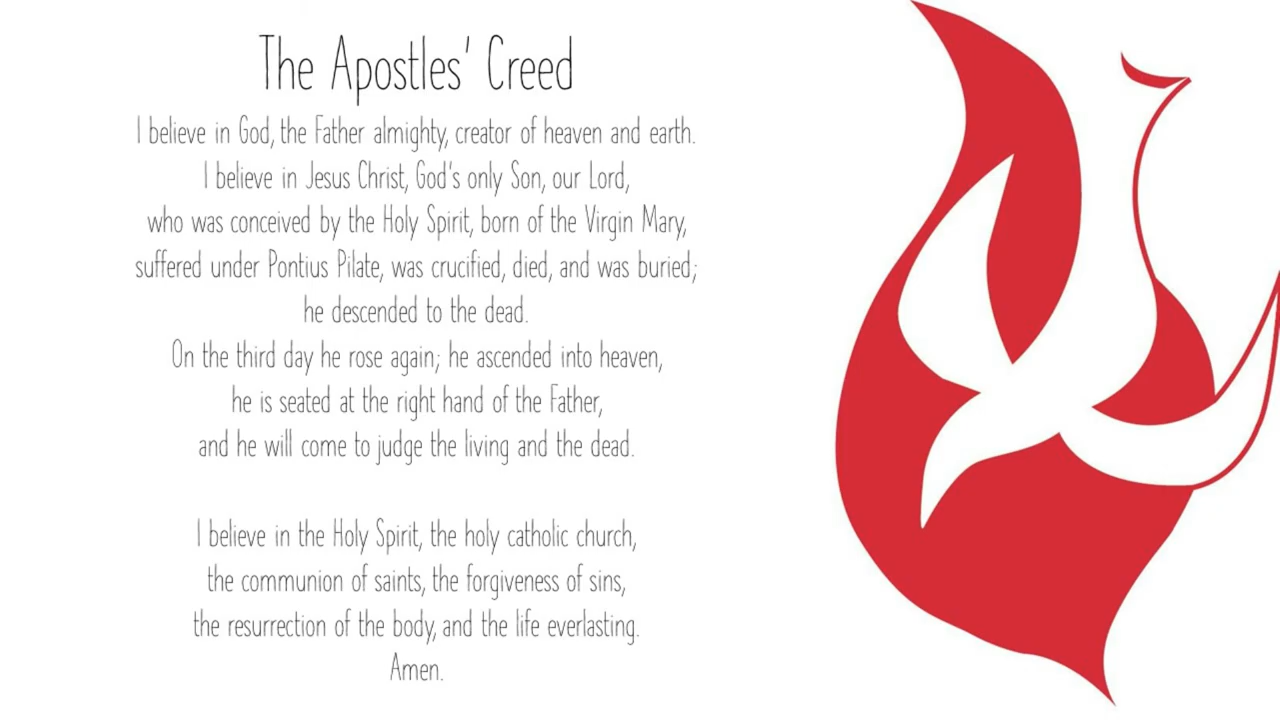 The Apostles' Creed
I believe in God, the Father almighty, creator of heaven and earth.
I believe in Jesus Christ, God's only Son, our Lord,
who was conceived by the Holy Spirit, born of the Virgin Mary,
suffered under Pontius Pilate, was crucified, died, and was buried;
he descended to the dead.
On the third day he rose again; he ascended into heaven,
he is seated at the right hand of the Father,
and he will come to judge the living and the dead.
I believe in the Holy Spirit, the holy catholic church,
the communion of saints, the forgiveness of sins,
the resurrection of the body, and the life everlasting.
Amen.